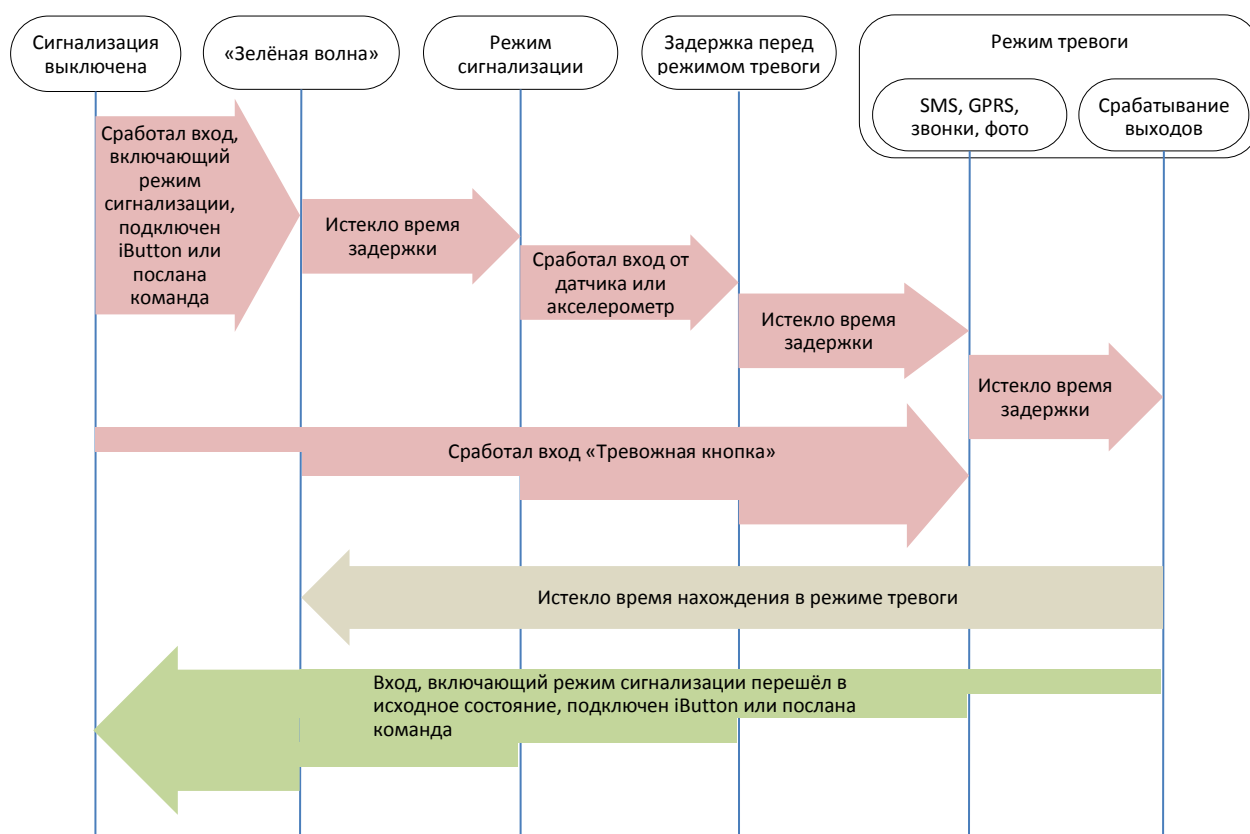 Сигнализация
выключена
«Зелёная волна»
Режим
сигнализации
Задержка перед
режимом тревоги
Режим тревоги
SMS, GPRS,
звонки, фото
Срабатывание
выходов
Сработал вход,
включающий
режим
сигнализации,
подключен
iButton или
послана
команда
Истекло время
задержки
Сработал вход от
датчика или
акселерометр
Истекло время
задержки
Истекло время
задержки
Сработал вход «Тревожная кнопка»
Истекло время нахождения в режиме тревоги
Вход, включающий режим сигнализации перешёл в
исходное состояние, подключен iButton или послана
команда